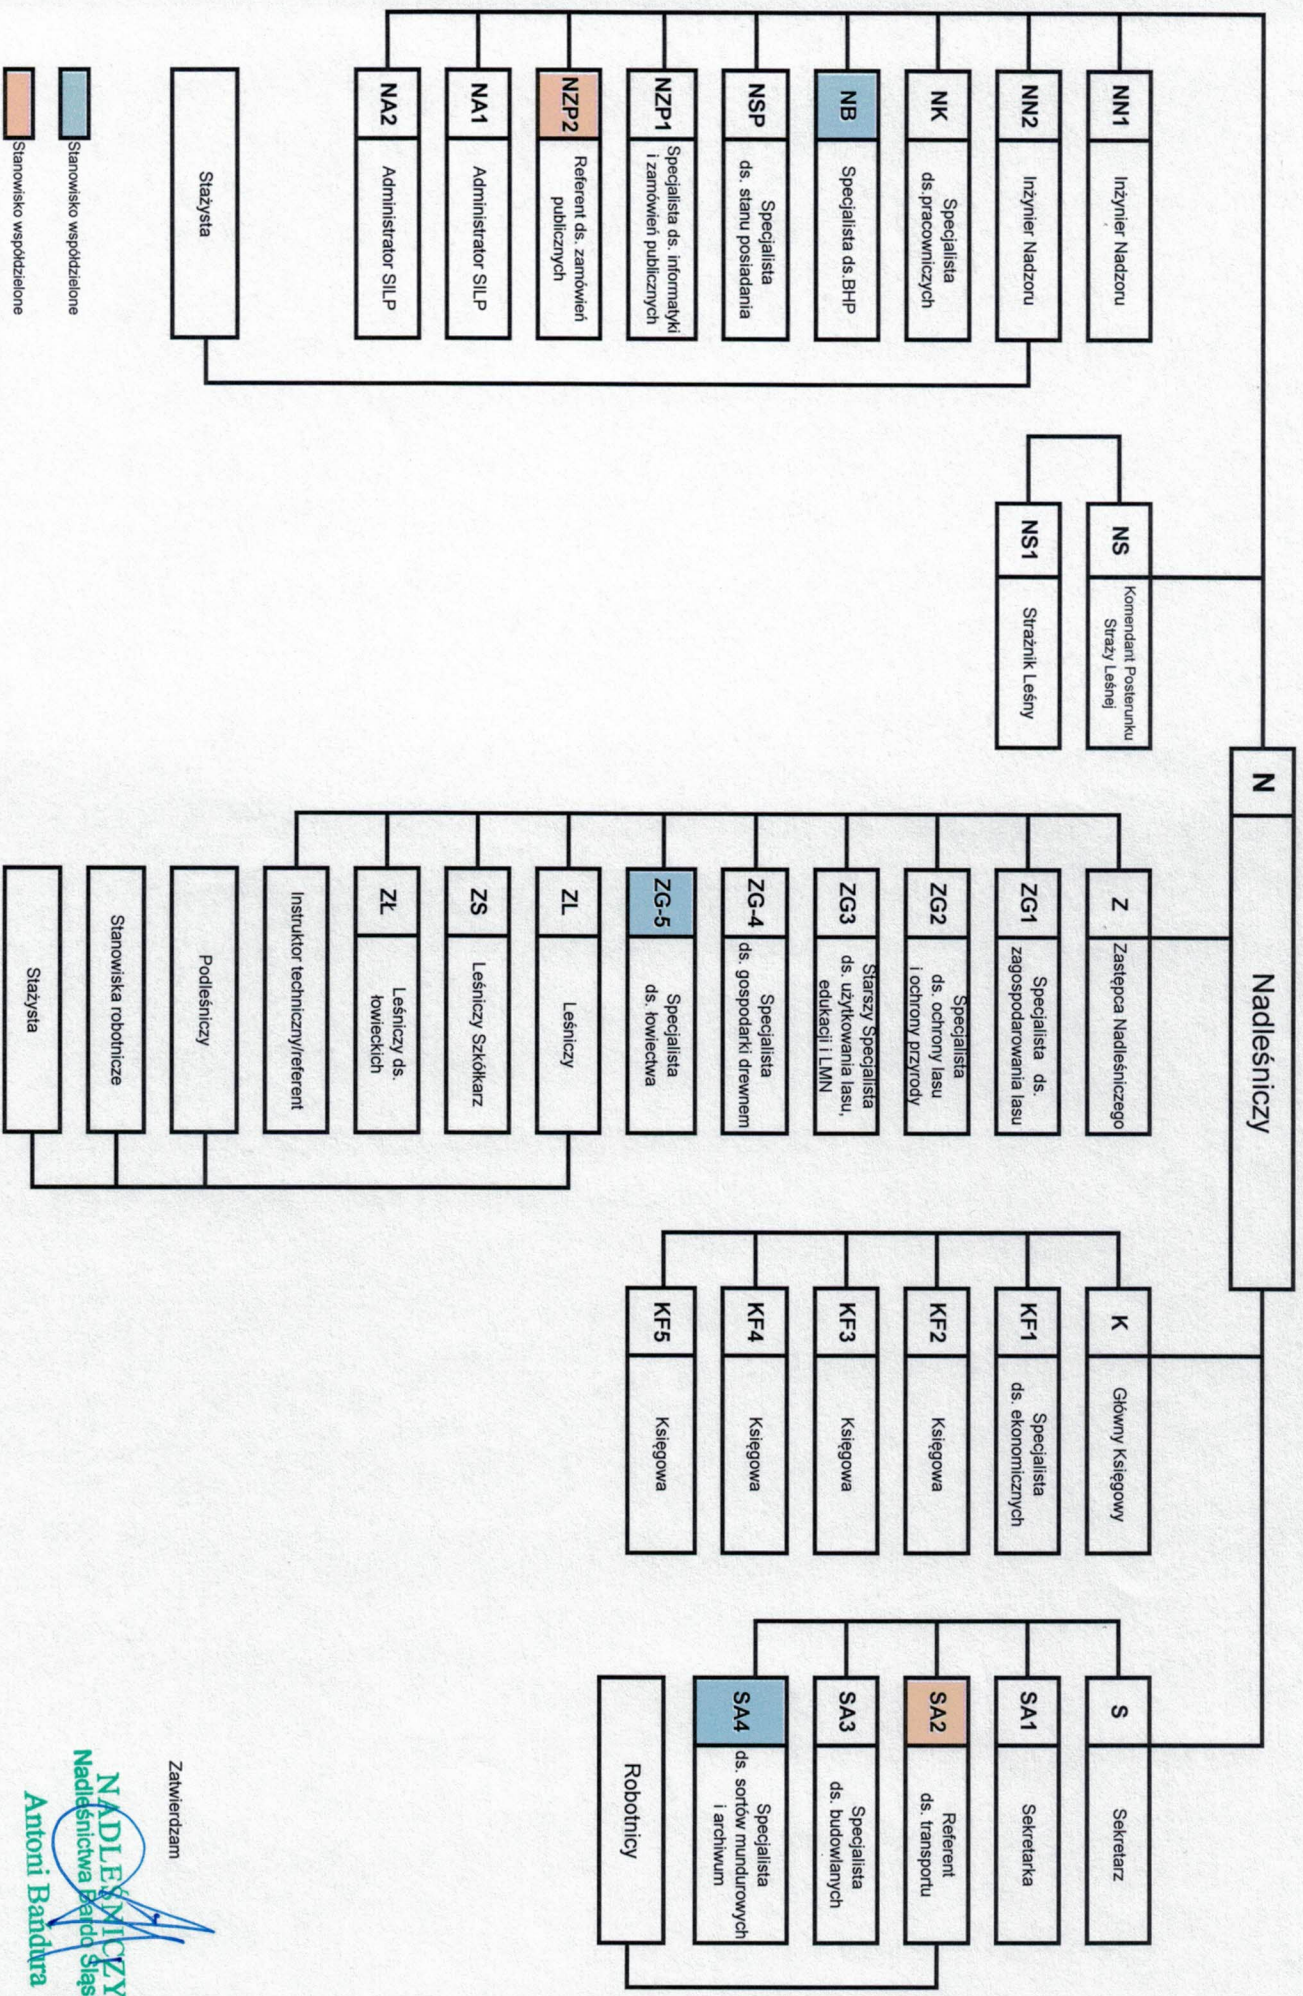 N
Nadleśniczy
NN1
Inżynier Nadzoru
NN2
Inżynier Nadzoru
NK
Specjalista
ds.pracowniczych
NB
Specjalista ds.BHP
NSP
Specjalista
ds. stanu posiadania
NZP1
Specjalista ds. informatyki
i zamówień publicznych
NZP2
Referent ds. zamówień
publicznych
NA1
Administrator SILP
NA2
Administrator SILP
Stażysta
NS
Komendant Posterunku
Straży Leśnej
NS1
Strażnik Leśny
Z
Zastępca Nadleśniczego
ZG1
Specjalista ds.
zagospodarowania lasu
ZG2
Specjalista
ds. ochrony lasu
i ochrony przyrody
ZG3
Starszy Specjalista
ds. użytkowania lasu,
edukacji i LMN
ZG-4
Specjalista
ds. gospodarki drewnem
ZG-5
Specjalista
ds. łowiectwa
ZL
Leśniczy
ZS
Leśniczy Szkółkarz
ZŁ
Leśniczy ds.
łowieckich
Instruktor techniczny/referent
Podleśniczy
Stanowiska robotnicze
Stażysta
K
Główny Księgowy
KF1
Specjalista
ds. ekonomicznych
KF2
Księgowa
KF3
Księgowa
KF4
Księgowa
KF5
Księgowa
S
Sekretarz
SA1
Sekretarka
SA2
Referent
ds. transportu
SA3
Specjalista
ds. budowlanych
SA4
Specjalista
ds. sortów mundurowych
i archiwum
Robotnicy
Stanowisko współdzielone
Stanowisko współdzielone
Zatwierdzam
NADLEŚNICZY
Nadleśnictwa Bardo Śląs
Antoni Bandura